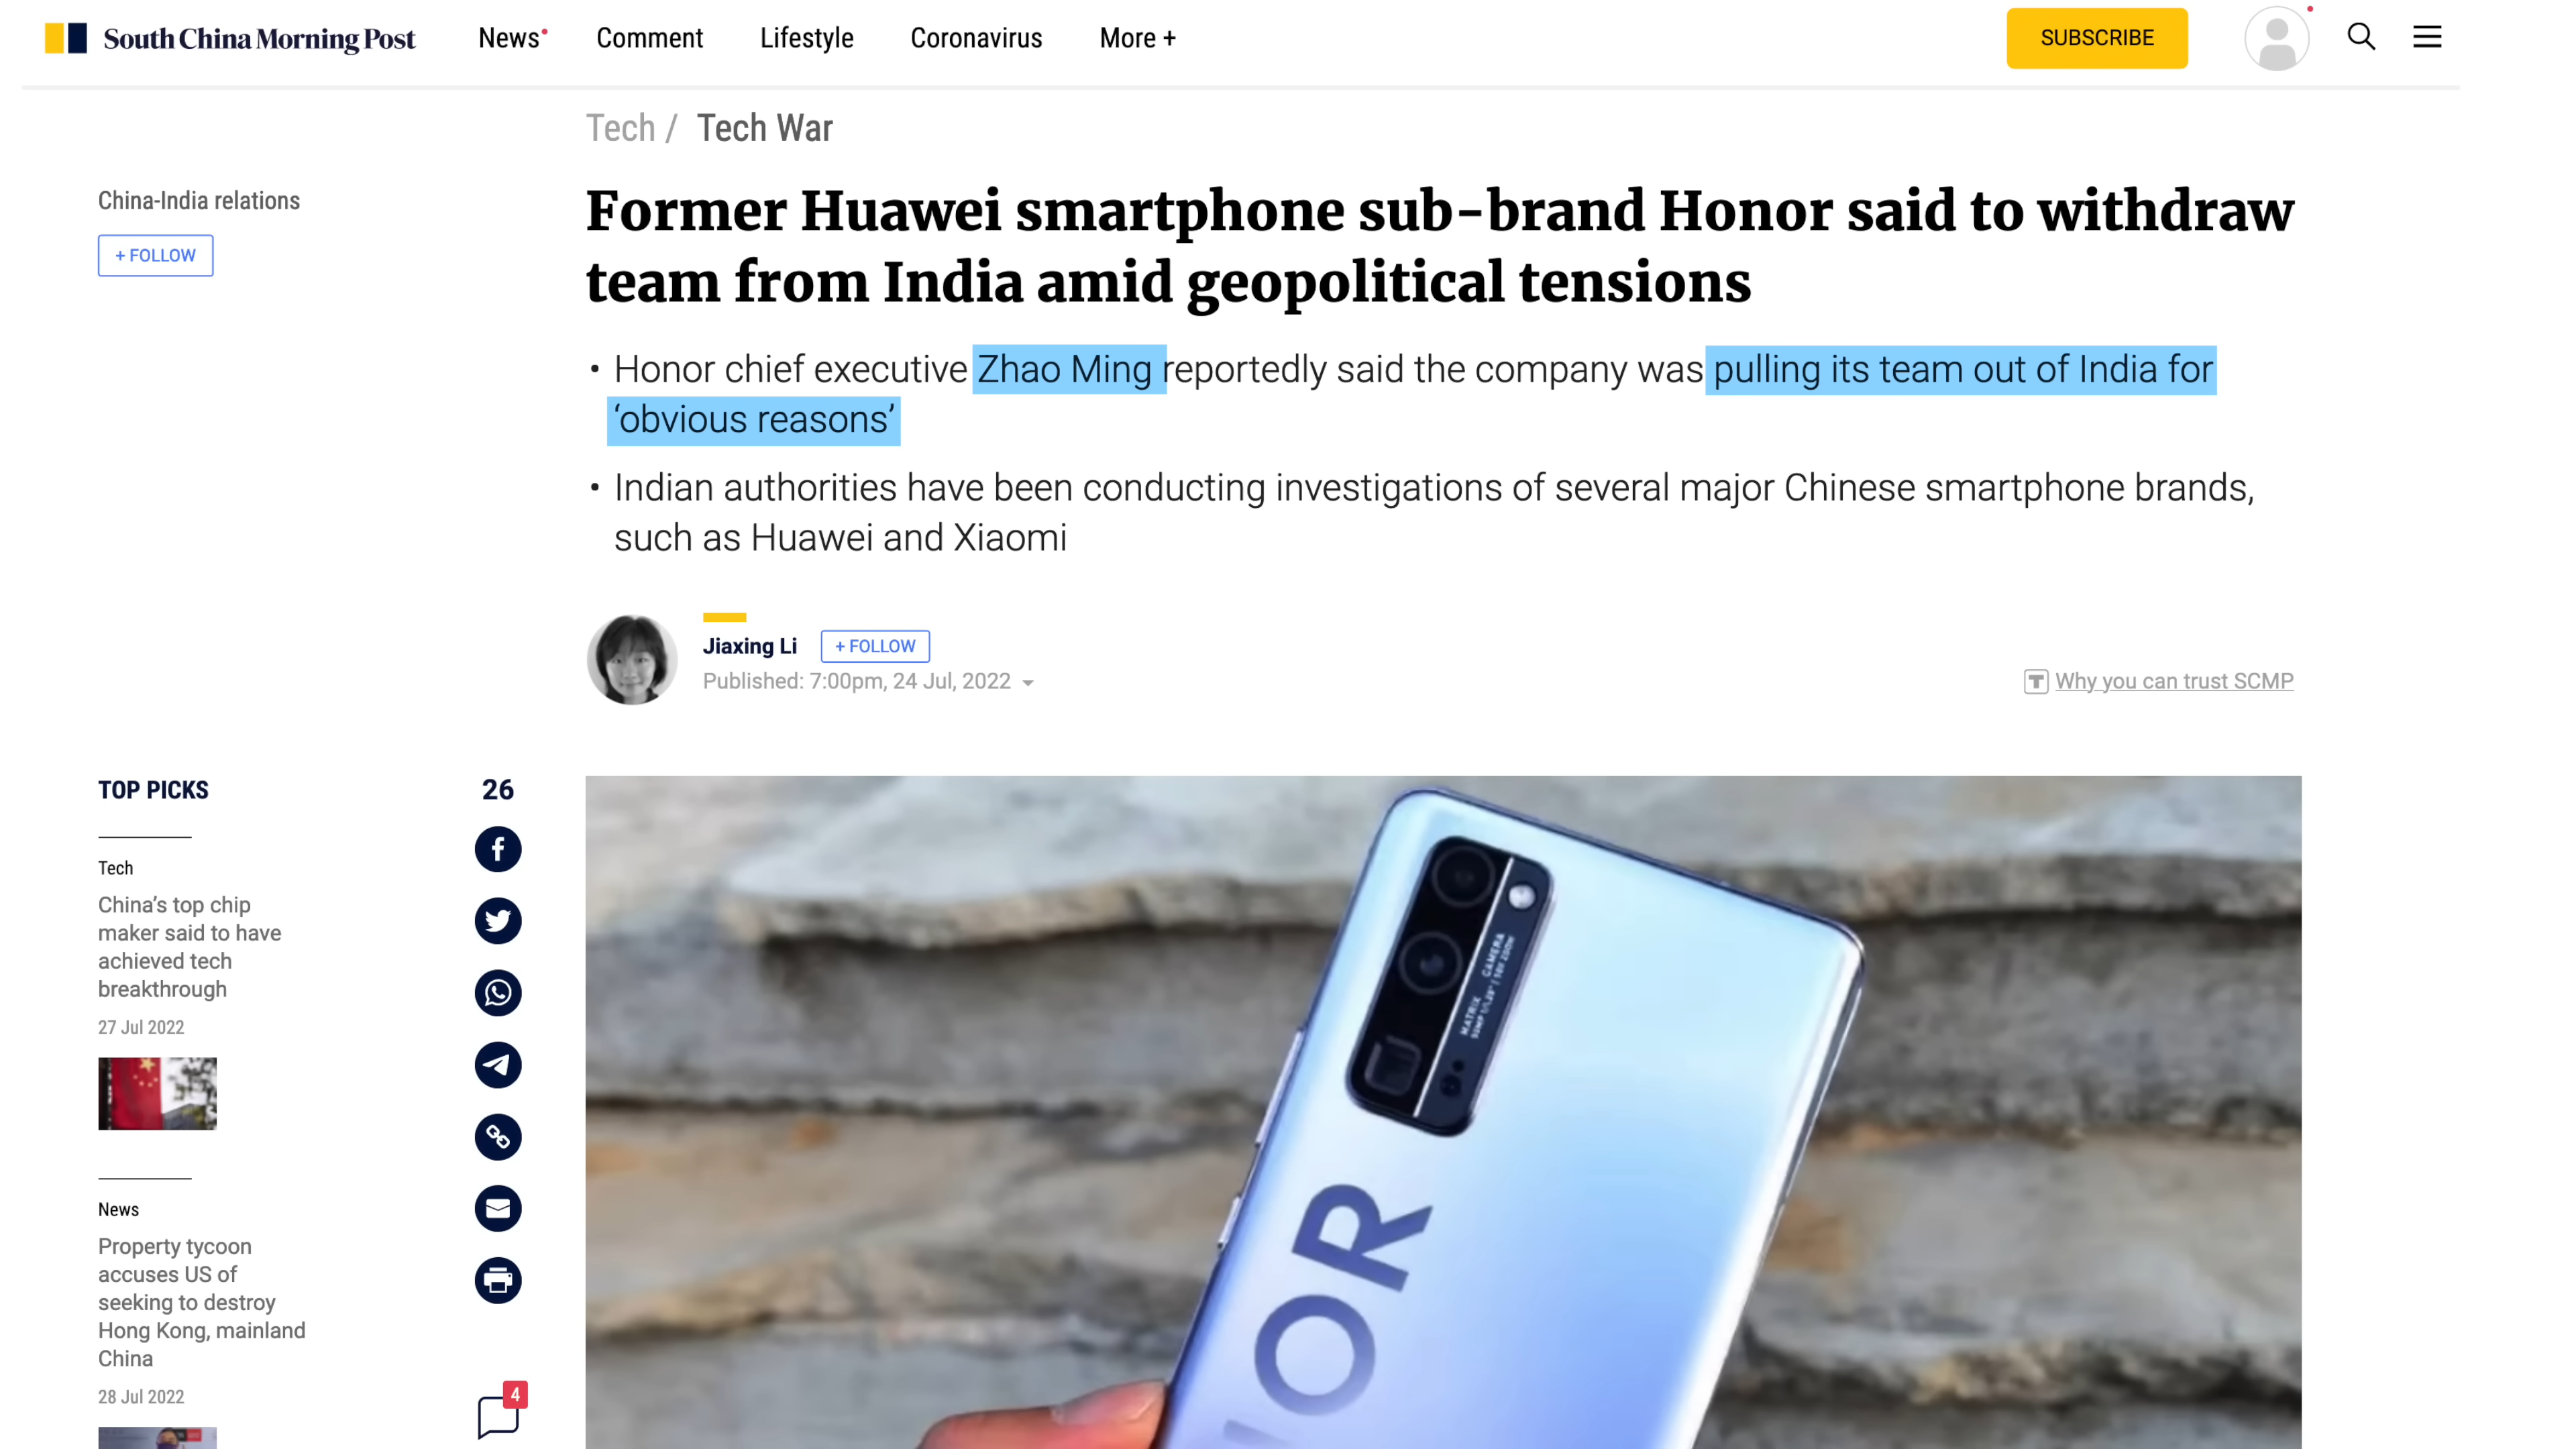 South China Morning Post
News
Comment
Lifestyle
Coronavirus
More +
SUBSCRIBE
Tech / Tech War
China-India relations
+ FOLLOW
Former Huawei smartphone sub-brand Honor said to withdraw
team from India amid geopolitical tensions
• Honor chief executive Zhao Ming reportedly said the company was pulling its team out of India for
‘obvious reasons’
• Indian authorities have been conducting investigations of several major Chinese smartphone brands,
such as Huawei and Xiaomi
Jiaxing Li
+ FOLLOW
Published: 7:00pm, 24 Jul, 2022
T Why you can trust SCMP
TOP PICKS
Tech
China’s top chip
maker said to have
achieved tech
breakthrough
27 Jul 2022
News
Property tycoon
accuses US of
seeking to destroy
Hong Kong, mainland
China
28 Jul 2022
26
4
MATRIX CAMERA
OR